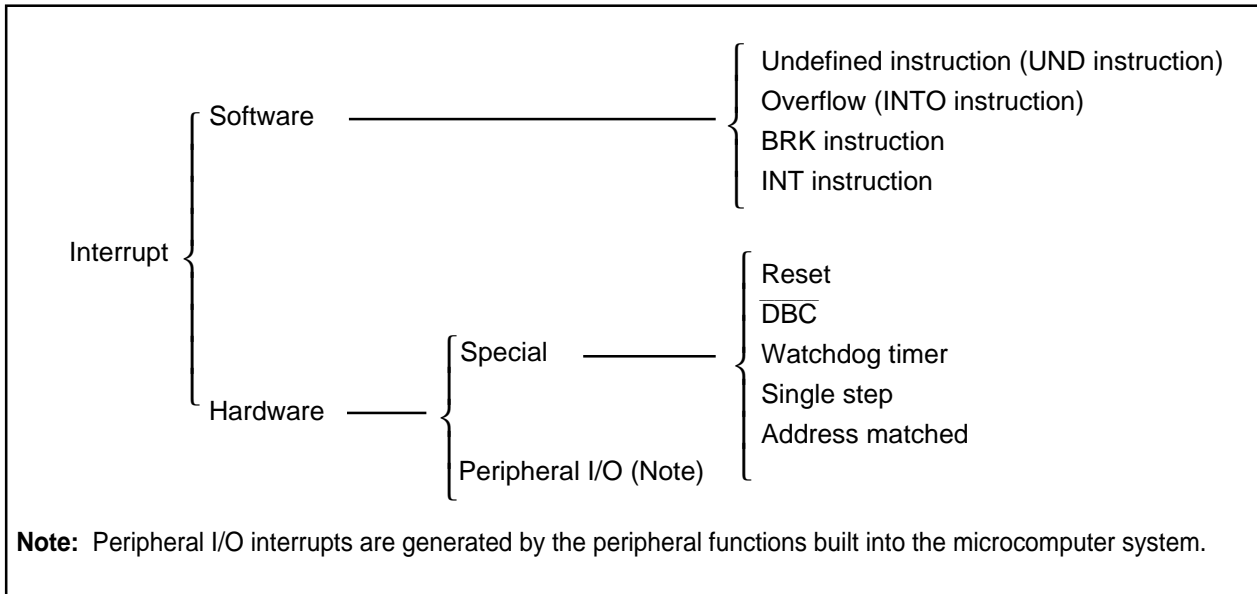 Interrupt
Software
Undefined instruction (UND instruction)
Overflow (INTO instruction)
BRK instruction
INT instruction
Hardware
Special
Reset
D̅B̅C̅
Watchdog timer
Single step
Address matched
Peripheral I/O (Note)
Note: Peripheral I/O interrupts are generated by the peripheral functions built into the microcomputer system.